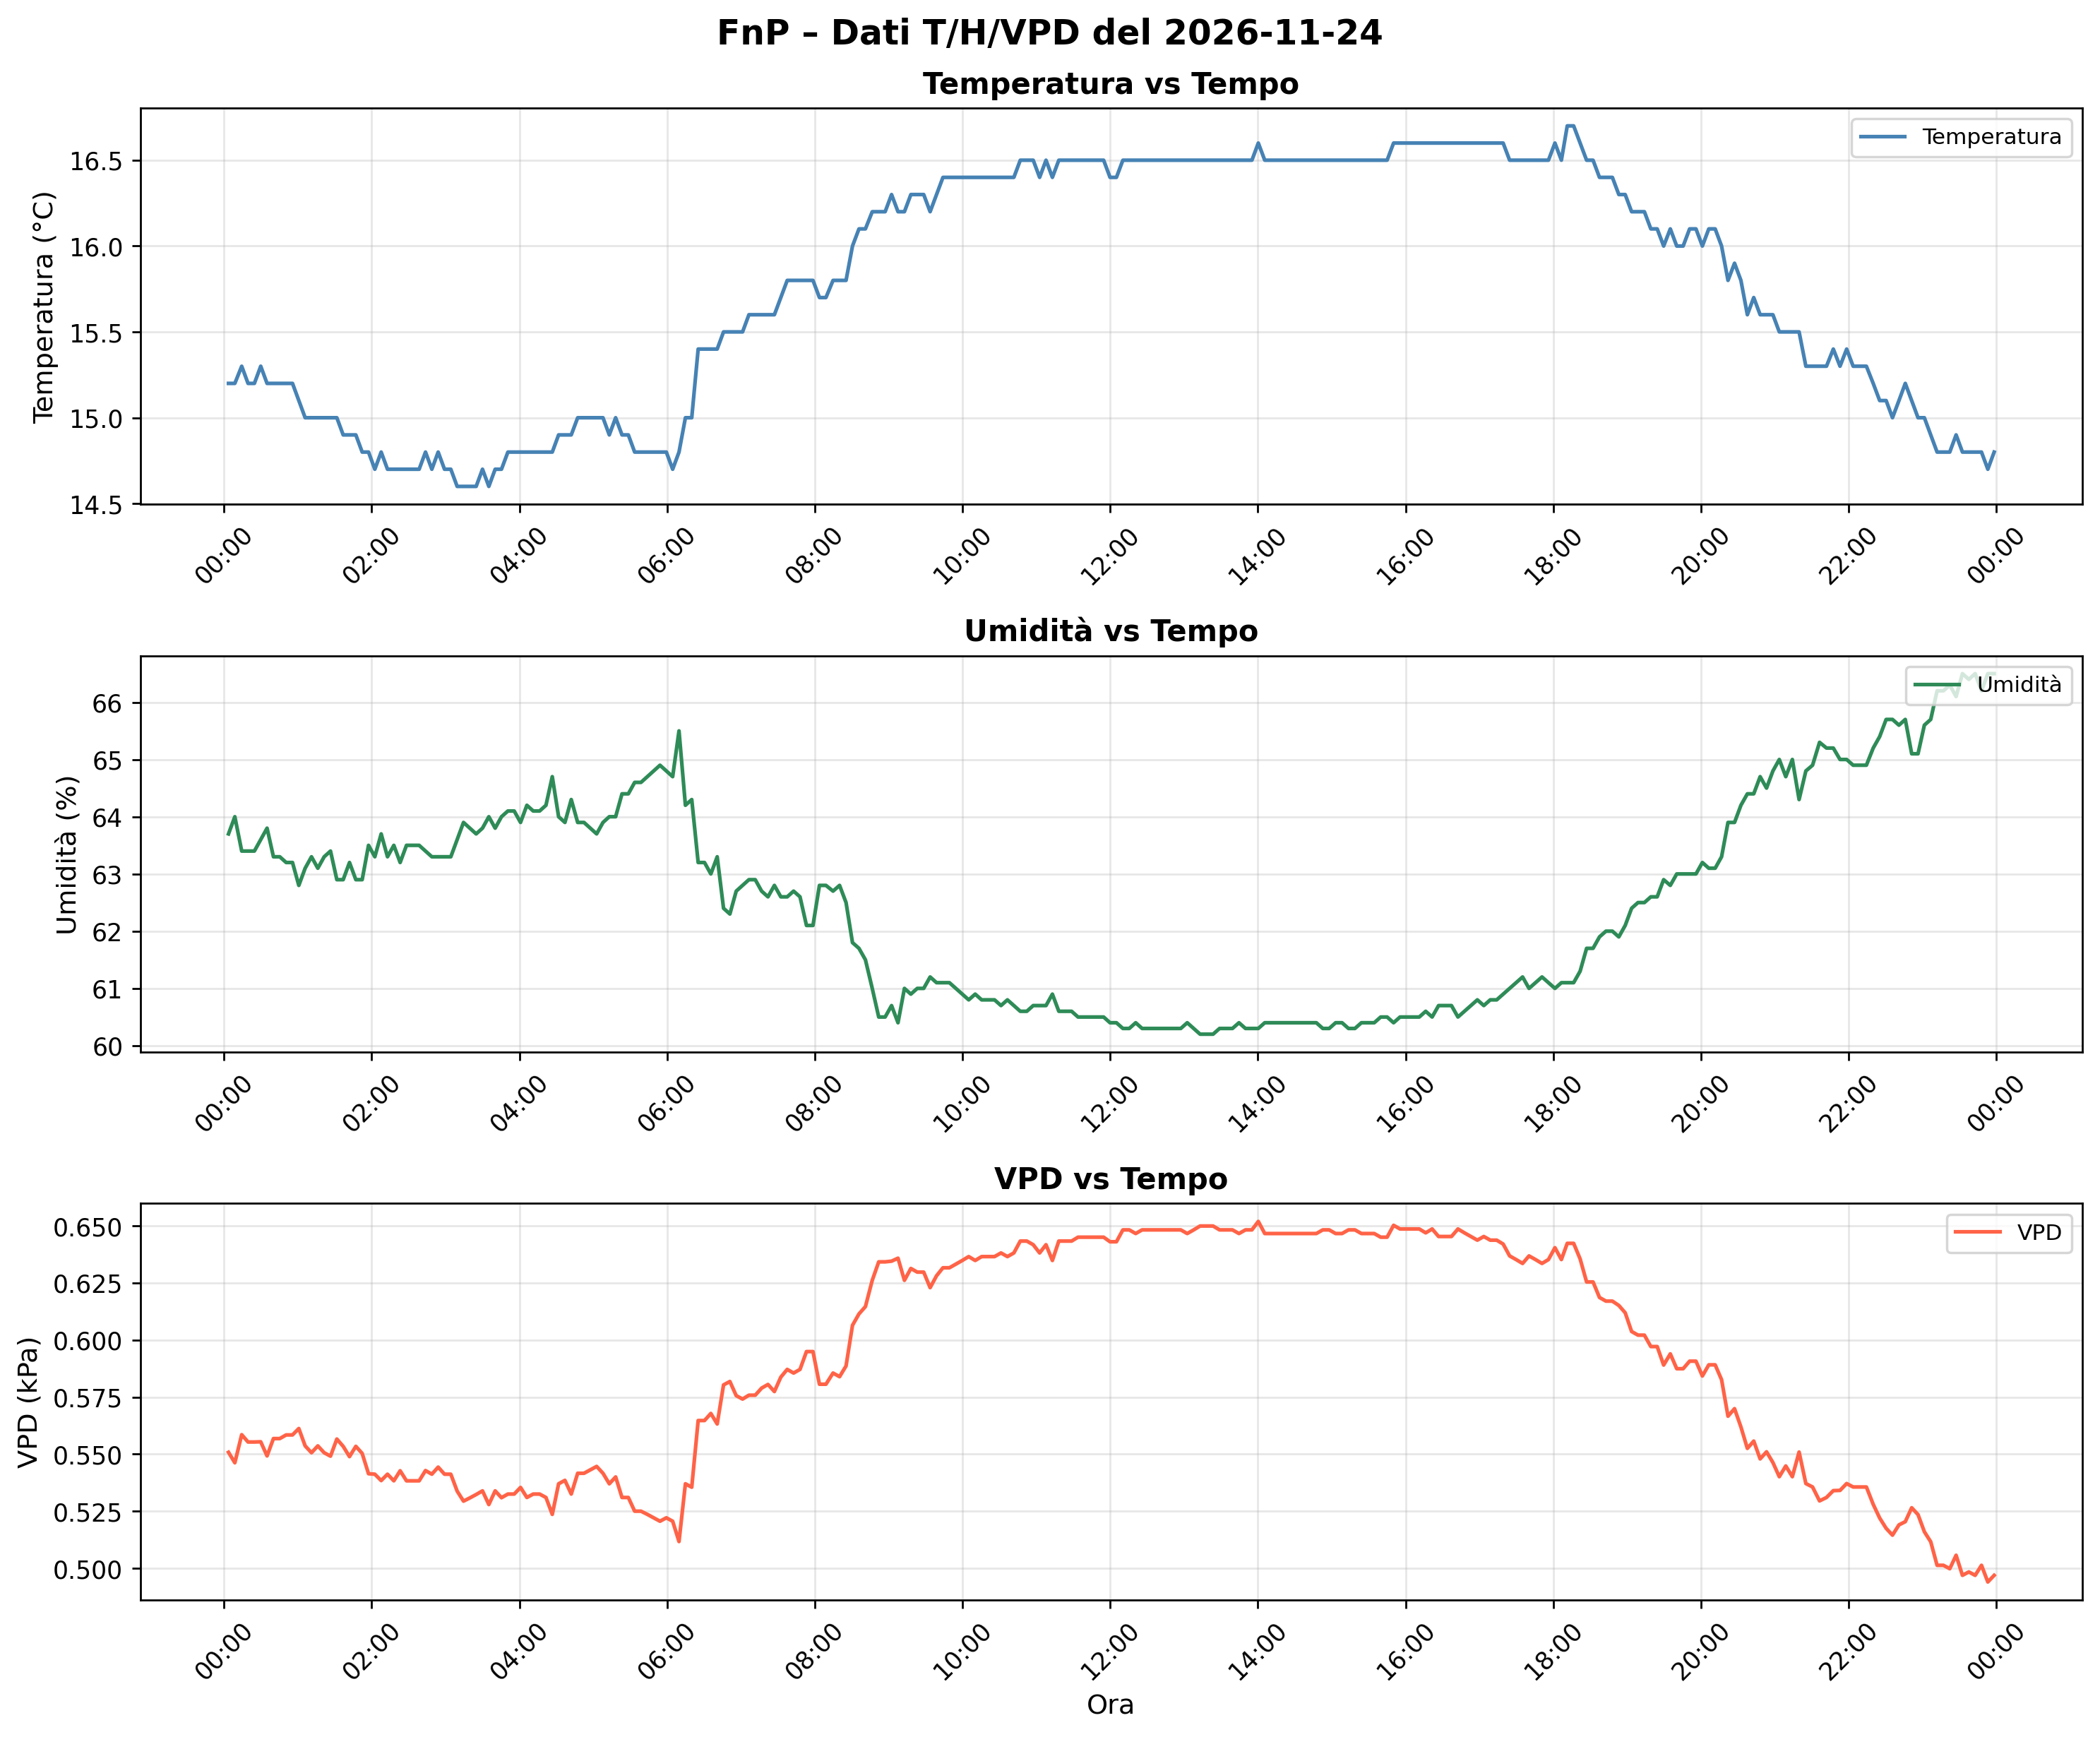 FnP – Dati T/H/VPD del 2026-11-24
Temperatura vs Tempo
Temperatura (°C)
16.5
16.0
15.5
15.0
14.5
Temperatura
00:00 02:00 04:00 06:00 08:00 10:00 12:00 14:00 16:00 18:00 20:00 22:00 00:00
Umidità vs Tempo
Umidità (%)
66
65
64
63
62
61
60
Umidità
00:00 02:00 04:00 06:00 08:00 10:00 12:00 14:00 16:00 18:00 20:00 22:00 00:00
VPD vs Tempo
VPD (kPa)
0.650
0.625
0.600
0.575
0.550
0.525
0.500
VPD
00:00 02:00 04:00 06:00 08:00 10:00 12:00 14:00 16:00 18:00 20:00 22:00 00:00
Ora